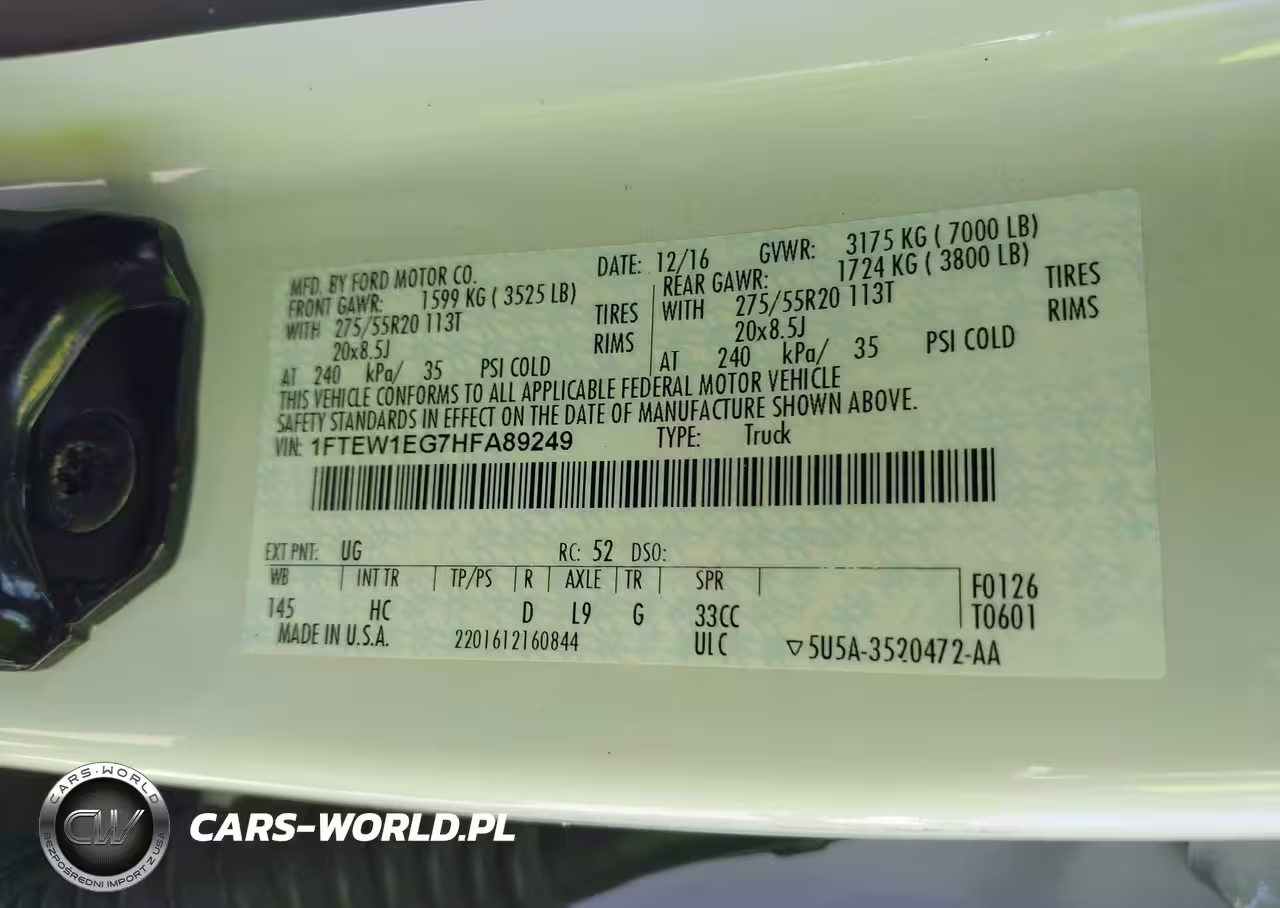 MFD. BY FORD MOTOR CO. DATE: 12/16 GVWR: 3175 KG ( 7000 LB)
FRONT GAWR: 1599 KG ( 3525 LB) REAR GAWR: 1724 KG ( 3800 LB)
WITH 275/55R20 113T TIRES WITH 275/55R20 113T TIRES
20x8.5J RIMS 20x8.5J RIMS
AT 240 kPa/ 35 PSI COLD AT 240 kPa/ 35 PSI COLD
THIS VEHICLE CONFORMS TO ALL APPLICABLE FEDERAL MOTOR VEHICLE
SAFETY STANDARDS IN EFFECT ON THE DATE OF MANUFACTURE SHOWN ABOVE.
VIN: 1FTEW1EG7HFA89249 TYPE: Truck
EXT PNT: UG RC: 52 DSO:
WB INT TR TP/PS R AXLE TR SPR F0126
145 HC D L9 G 33CC T0601
MADE IN U.S.A. 2201612160844 ULC ▽5U5A-3520472-AA
CARS-WORLD
CW
BEZPOŚREDNI IMPORT Z USA
CARS-WORLD.PL